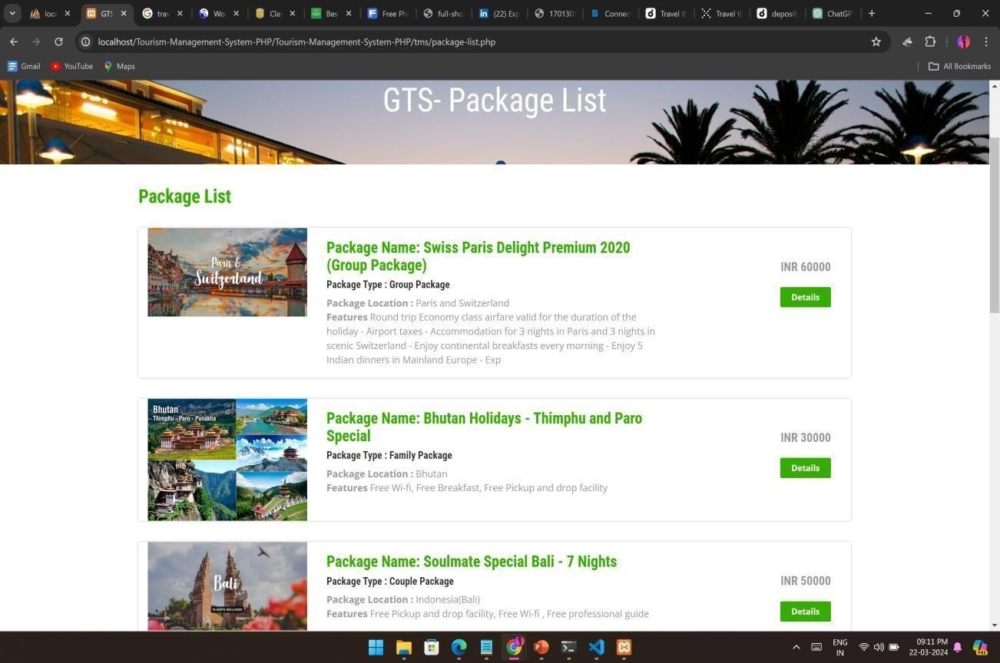 loca
GTS
trav
Wo
Cla
Bes
Free Ph
full-sho
(22) Exp
170130
Connec
Travel t
Travel t
deposit
ChatGP
localhost/Tourism-Management-System-PHP/Tourism-Management-System-PHP/tms/package-list.php
Gmail YouTube Maps All Bookmarks
GTS- Package List
Package List
Paris &
Switzerland
Package Name: Swiss Paris Delight Premium 2020
(Group Package)
Package Type : Group Package
Package Location : Paris and Switzerland
Features Round trip Economy class airfare valid for the duration of the
holiday - Airport taxes - Accommodation for 3 nights in Paris and 3 nights in
scenic Switzerland - Enjoy continental breakfasts every morning - Enjoy 5
Indian dinners in Mainland Europe - Exp
INR 60000
Details
Bhutan
Thimphu - Paro - Punakha
Package Name: Bhutan Holidays - Thimphu and Paro
Special
Package Type : Family Package
Package Location : Bhutan
Features Free Wi-fi, Free Breakfast, Free Pickup and drop facility
INR 30000
Details
Bali
FLIGHTS INCLUDED
Package Name: Soulmate Special Bali - 7 Nights
Package Type : Couple Package
Package Location : Indonesia(Bali)
Features Free Pickup and drop facility, Free Wi-fi , Free professional guide
INR 50000
Details
ENG
IN
09:11 PM
22-03-2024
PRE